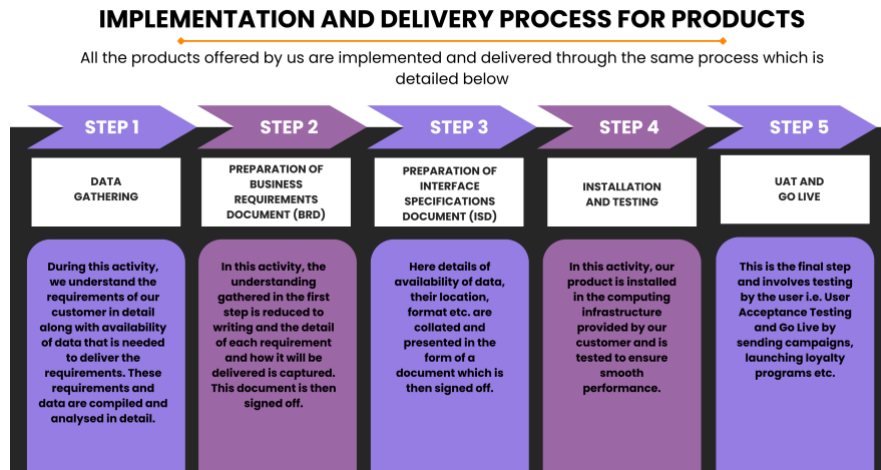 IMPLEMENTATION AND DELIVERY PROCESS FOR PRODUCTS
All the products offered by us are implemented and delivered through the same process which is
detailed below
STEP 1
DATA
GATHERING
During this activity,
we understand the
requirements of our
customer in detail
along with availability
of data that is needed
to deliver the
requirements. These
requirements and
data are compiled and
analysed in detail.
STEP 2
PREPARATION OF
BUSINESS
REQUIREMENTS
DOCUMENT (BRD)
In this activity, the
understanding
gathered in the first
step is reduced to
writing and the detail
of each requirement
and how it will be
delivered is captured.
This document is then
signed off.
STEP 3
PREPARATION OF
INTERFACE
SPECIFICATIONS
DOCUMENT (ISD)
Here details of
availability of data,
their location,
format etc. are
collated and
presented in the
form of a
document which is
then signed off.
STEP 4
INSTALLATION
AND TESTING
In this activity, our
product is installed
in the computing
infrastructure
provided by our
customer and is
tested to ensure
smooth
performance.
STEP 5
UAT AND
GO LIVE
This is the final step
and involves testing
by the user i.e. User
Acceptance Testing
and Go Live by
sending campaigns,
launching loyalty
programs etc.